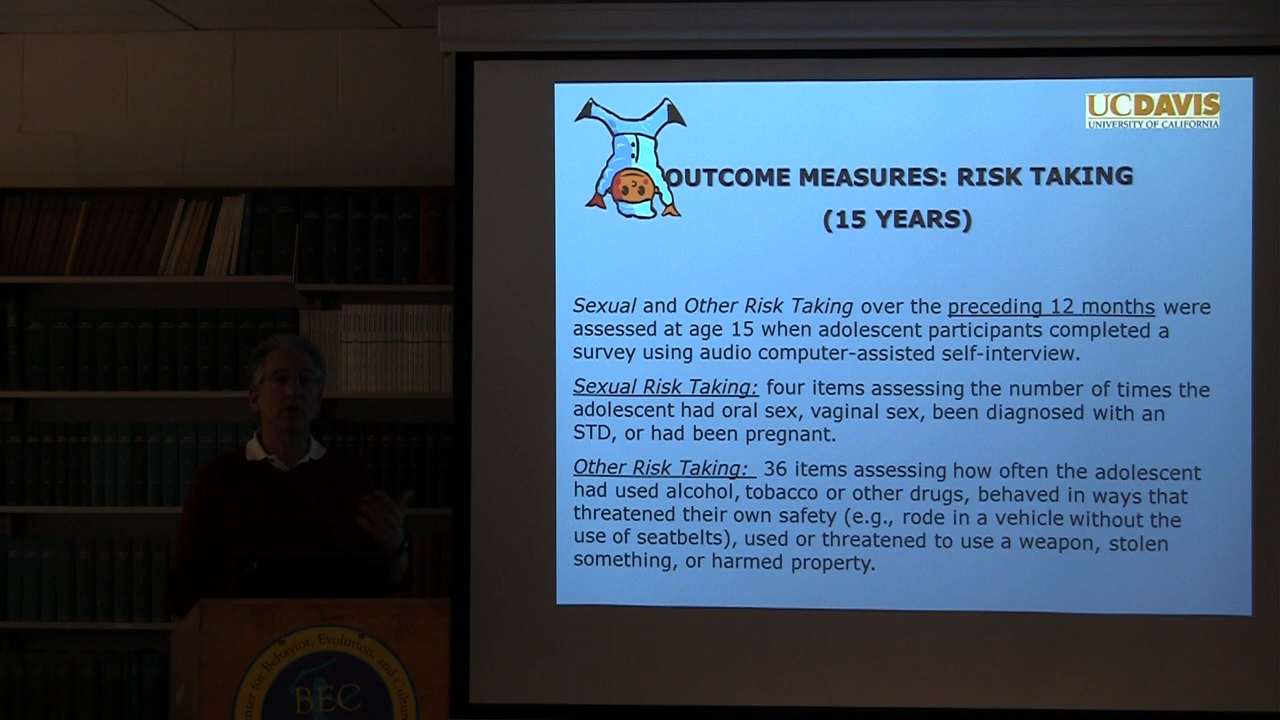 UCDAVIS
UNIVERSITY OF CALIFORNIA
OUTCOME MEASURES: RISK TAKING
(15 YEARS)
Sexual and Other Risk Taking over the preceding 12 months were
assessed at age 15 when adolescent participants completed a
survey using audio computer-assisted self-interview.
Sexual Risk Taking: four items assessing the number of times the
adolescent had oral sex, vaginal sex, been diagnosed with an
STD, or had been pregnant.
Other Risk Taking: 36 items assessing how often the adolescent
had used alcohol, tobacco or other drugs, behaved in ways that
threatened their own safety (e.g., rode in a vehicle without the
use of seatbelts), used or threatened to use a weapon, stolen
something, or harmed property.
for Behavior, Evolution, and
BEC